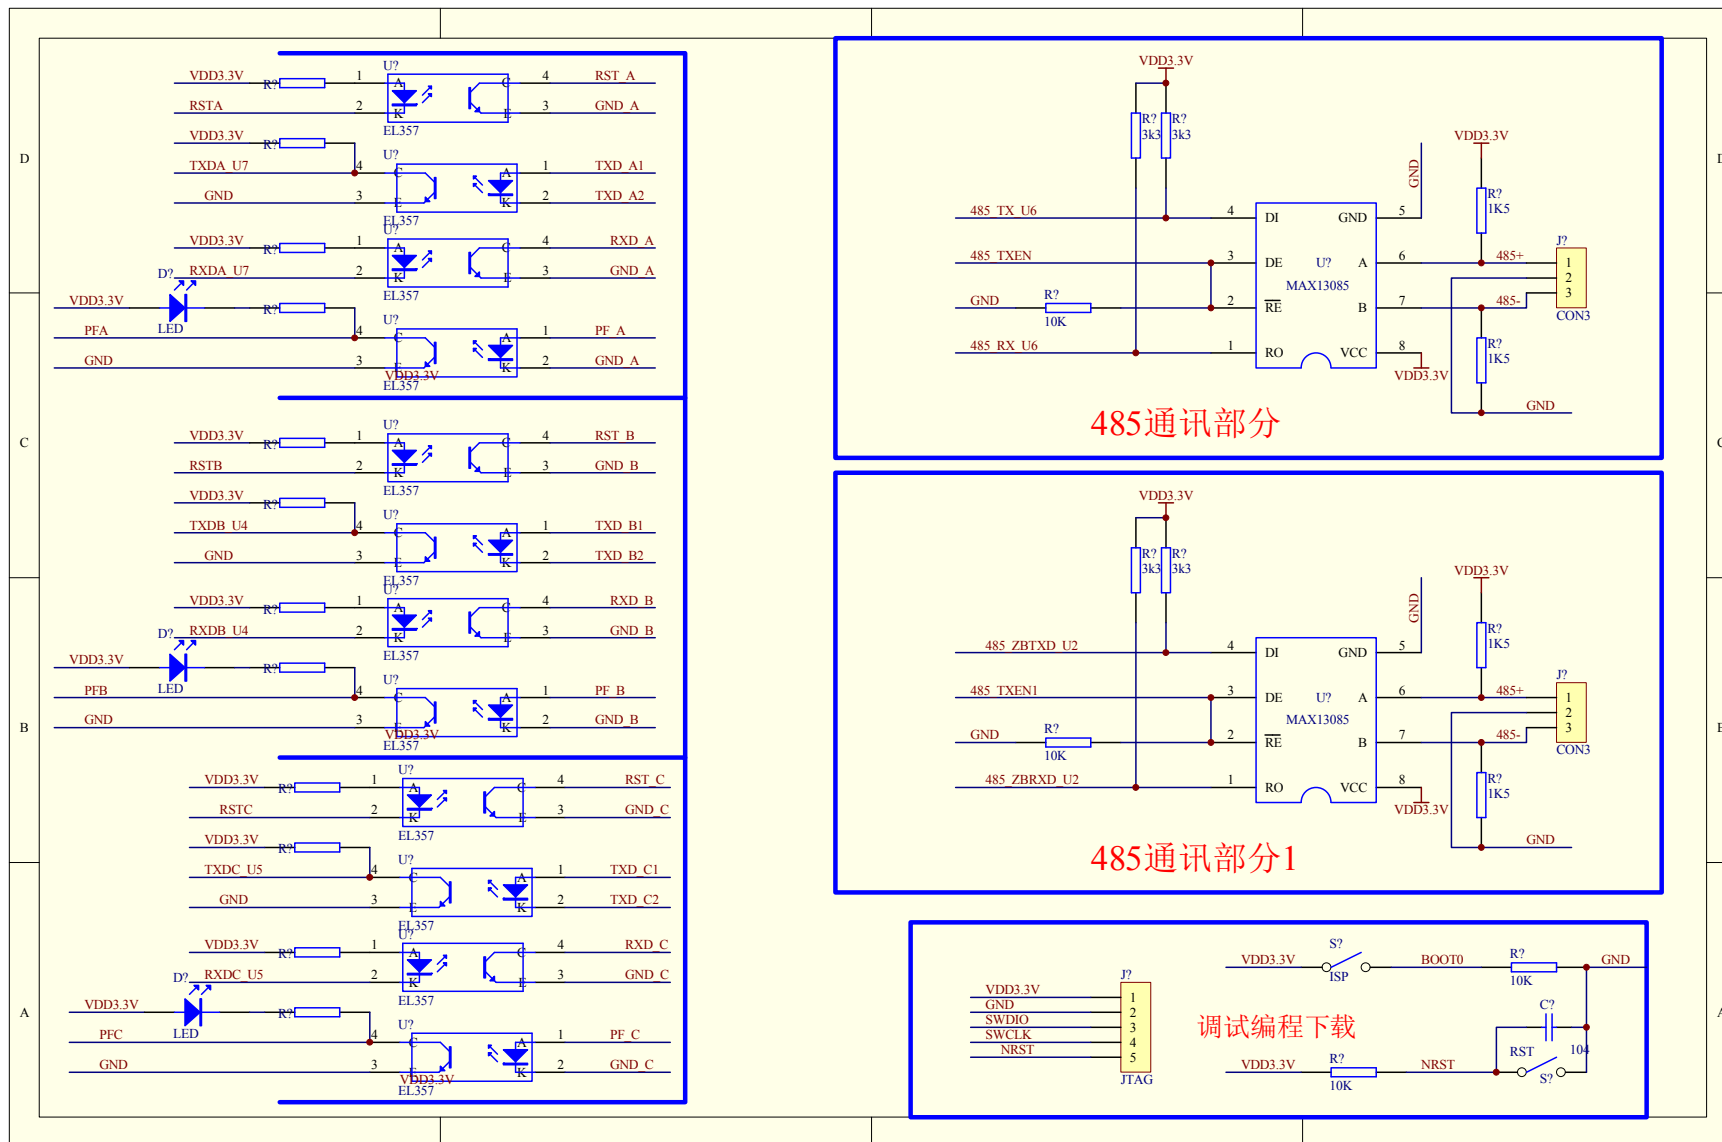 D
C
B
A
VDD3.3V R? 1 U? A K C E 4 RST_A
RSTA 2 3 GND_A
EL357
VDD3.3V R?
TXDA_U7 4 U? C E A K 1 TXD_A1
GND 3 2 TXD_A2
EL357
VDD3.3V R? 1 U? A K C E 4 RXD_A
D? RXDA_U7 2 3 GND_A
EL357
VDD3.3V LED R?
PFA 4 U? C E A K 1 PF_A
GND 3 2 GND_A
VDD3.3V
EL357
VDD3.3V R? 1 U? A K C E 4 RST_B
RSTB 2 3 GND_B
EL357
VDD3.3V R?
TXDB_U4 4 U? C E A K 1 TXD_B1
GND 3 2 TXD_B2
EL357
VDD3.3V R? 1 U? A K C E 4 RXD_B
D? RXDB_U4 2 3 GND_B
EL357
VDD3.3V LED R?
PFB 4 U? C E A K 1 PF_B
GND 3 2 GND_B
VDD3.3V
EL357
VDD3.3V R? 1 U? A K C E 4 RST_C
RSTC 2 3 GND_C
EL357
VDD3.3V R?
TXDC_U5 4 U? C E A K 1 TXD_C1
GND 3 2 TXD_C2
EL357
VDD3.3V R? 1 U? A K C E 4 RXD_C
D? RXDC_U5 2 3 GND_C
EL357
VDD3.3V LED R?
PFC 4 U? C E A K 1 PF_C
GND 3 2 GND_C
VDD3.3V
EL357
VDD3.3V
R? R?
3k3 3k3
VDD3.3V
GND
R?
1K5
485_TX_U6 4 DI GND 5
J?
485_TXEN 3 DE U? A 6 485+ 1
MAX13085
2
GND R? 10K 2 RE B 7 485- 3
CON3
485_RX_U6 1 RO VCC 8
VDD3.3V
R?
1K5
GND
485通讯部分
VDD3.3V
R? R?
3k3 3k3
VDD3.3V
GND
R?
1K5
485_ZBTXD_U2 4 DI GND 5
J?
485_TXEN1 3 DE U? A 6 485+ 1
MAX13085
2
GND R? 10K 2 RE B 7 485- 3
CON3
485_ZBRXD_U2 1 RO VCC 8
VDD3.3V
R?
1K5
GND
485通讯部分1
J?
VDD3.3V 1
GND 2
SWDIO 3
SWCLK 4
NRST 5
JTAG
S?
VDD3.3V ISP BOOT0 R? 10K GND
调试编程下载
C?
104
RST
VDD3.3V R? 10K NRST S?